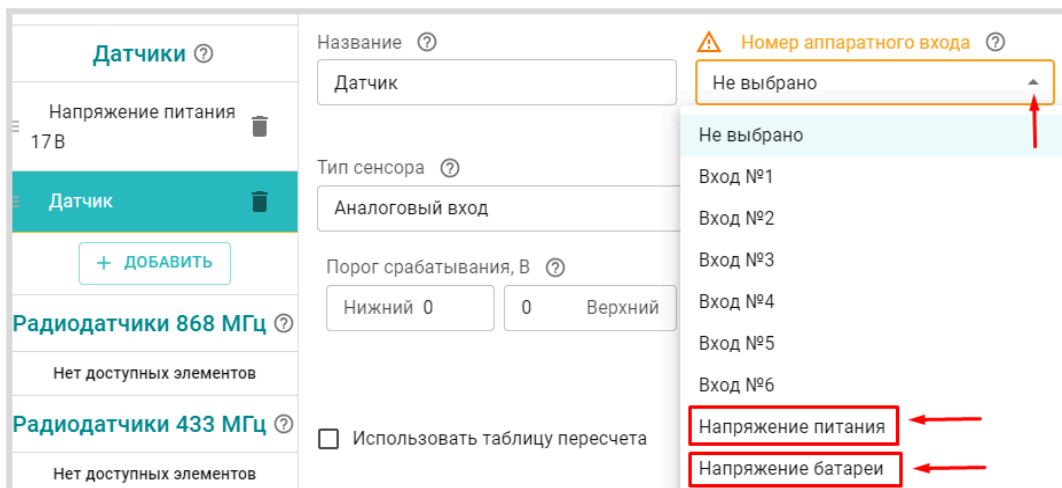 Датчики
Напряжение питания
17 В
Датчик
+ ДОБАВИТЬ
Радиодатчики 868 МГц
Нет доступных элементов
Радиодатчики 433 МГц
Нет доступных элементов
Название
Датчик
Тип сенсора
Аналоговый вход
Порог срабатывания, В
Нижний 0
0 Верхний
Использовать таблицу пересчета
Номер аппаратного входа
Не выбрано
Не выбрано
Вход №1
Вход №2
Вход №3
Вход №4
Вход №5
Вход №6
Напряжение питания
Напряжение батареи